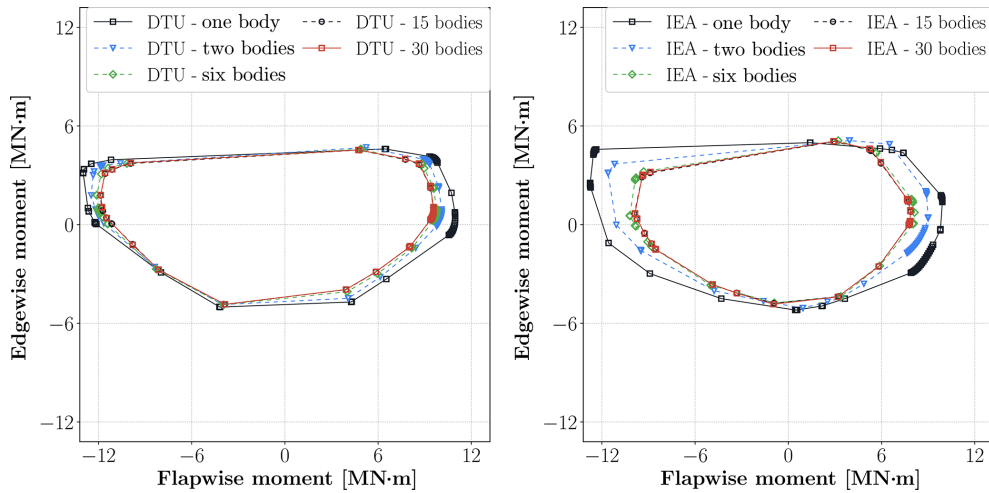 DTU - one body
DTU - 15 bodies
DTU - two bodies
DTU - 30 bodies
DTU - six bodies
12
6
0
−6
−12
Edgewise moment [MN·m]
−12
−6
0
6
12
Flapwise moment [MN·m]
IEA - one body
IEA - 15 bodies
IEA - two bodies
IEA - 30 bodies
IEA - six bodies
12
6
0
−6
−12
Edgewise moment [MN·m]
−12
−6
0
6
12
Flapwise moment [MN·m]